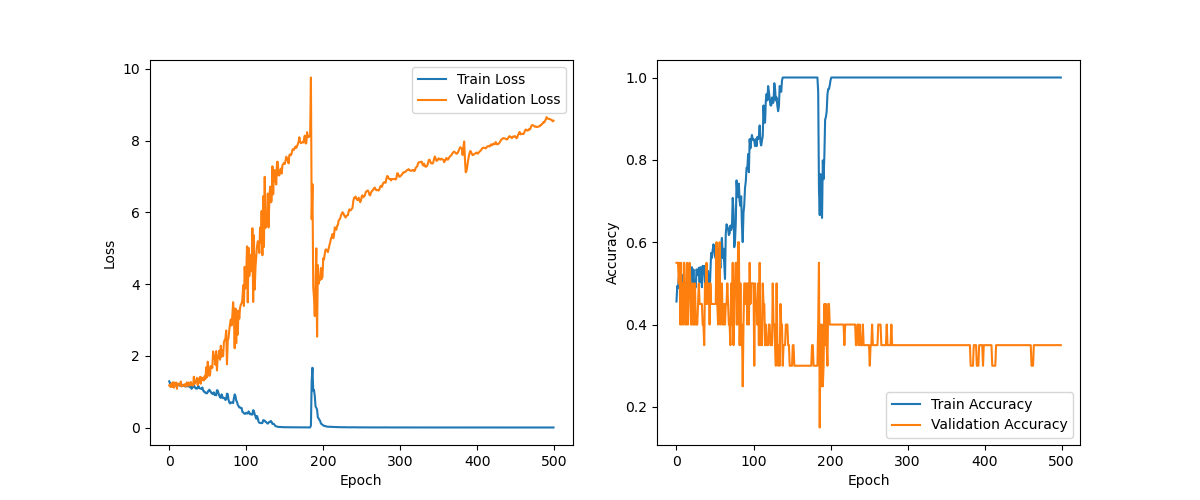 10
8
6
4
2
0
Loss
0 100 200 300 400 500
Epoch
Train Loss
Validation Loss
1.0
0.8
0.6
0.4
0.2
Accuracy
0 100 200 300 400 500
Epoch
Train Accuracy
Validation Accuracy